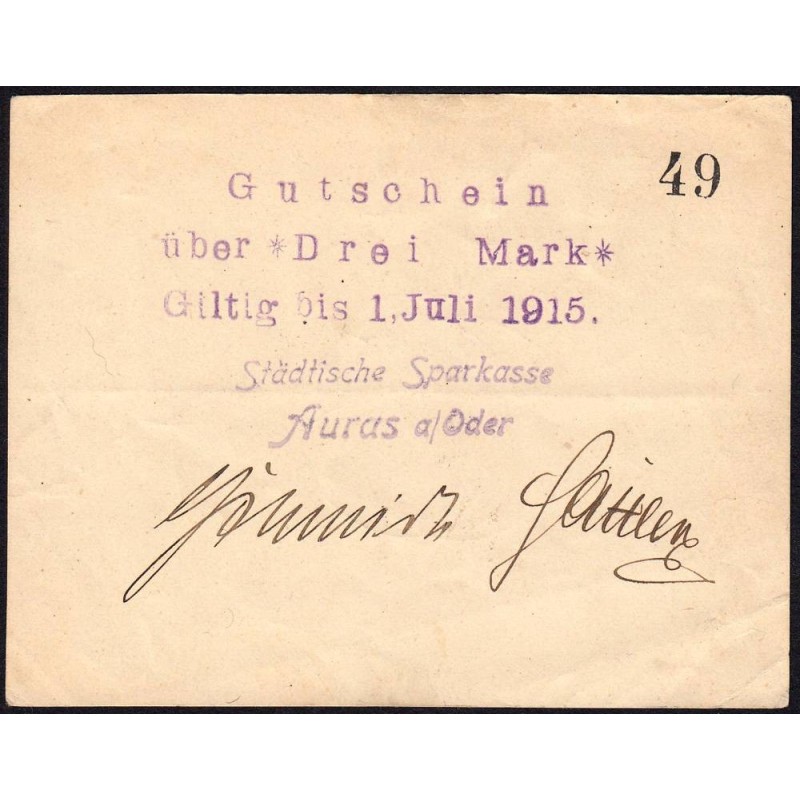 49
Gutschein
über *Drei Mark*
Giltig bis 1,Juli 1915.
Städtische Sparkasse
Auras a/Oder